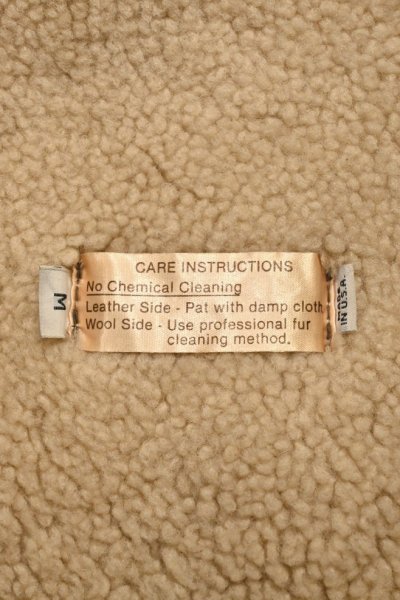 CARE INSTRUCTIONS
No Chemical Cleaning
Leather Side - Pat with damp cloth
Wool Side - Use professional fur
cleaning method.
M
MADE
IN U.S.A.